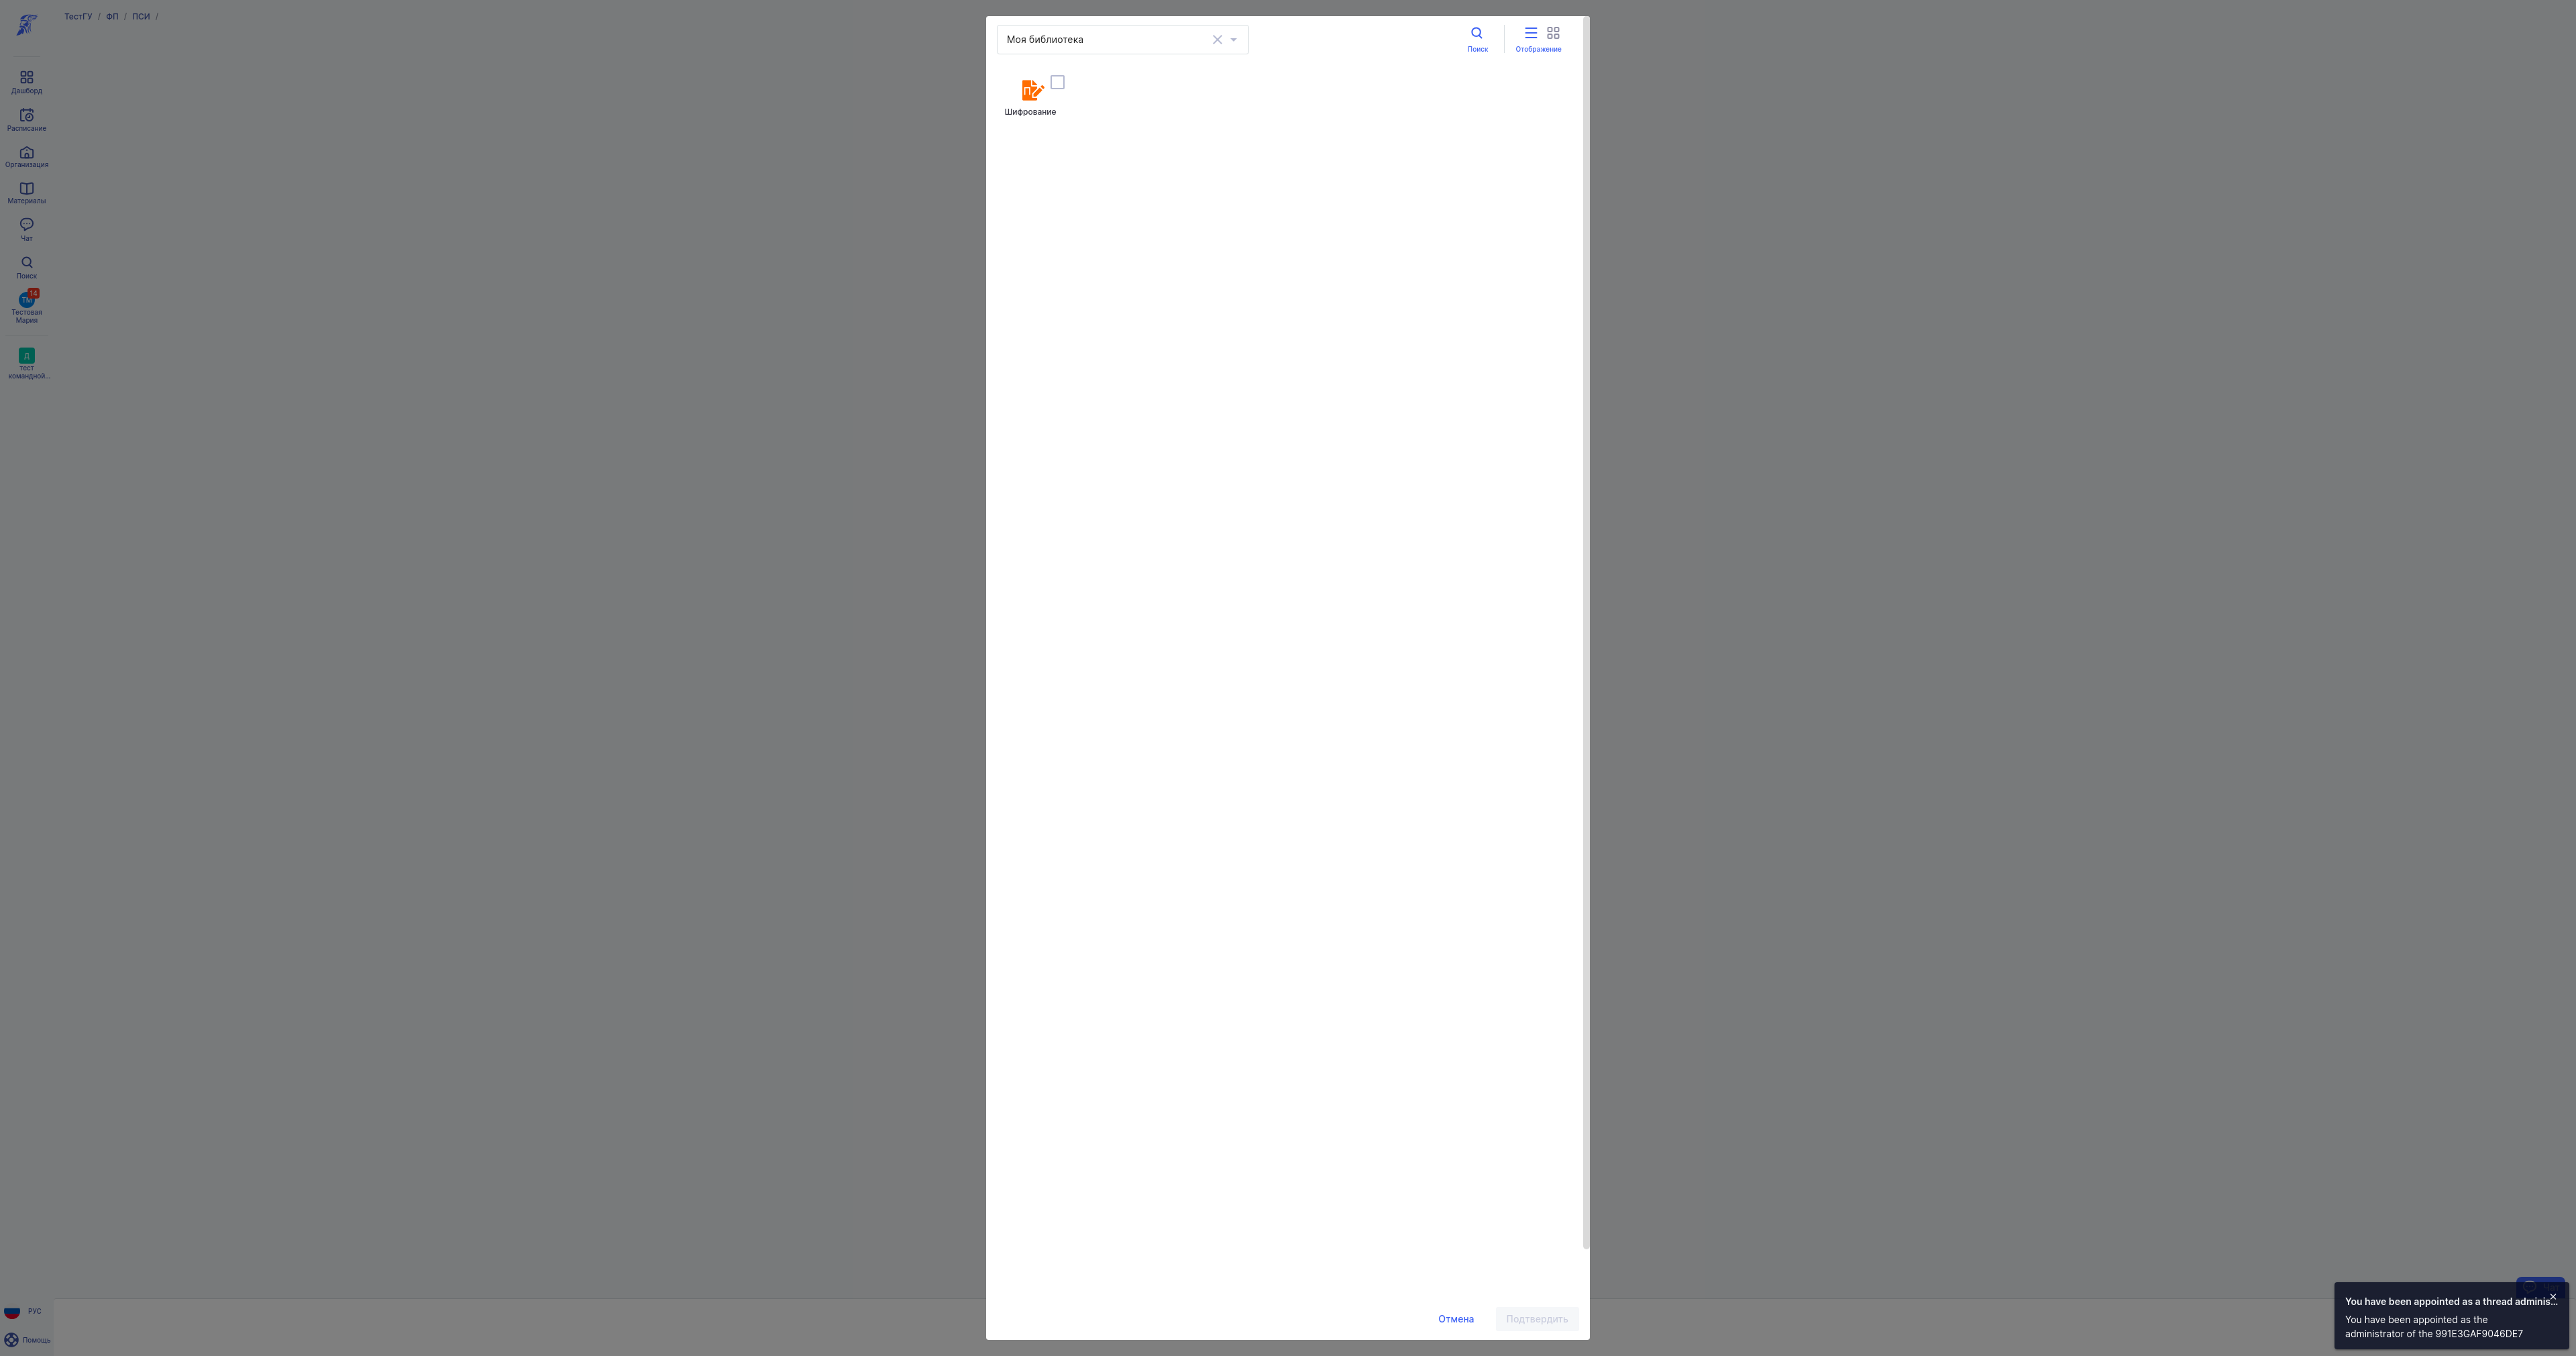 ТестГУ / ФП / ПСИ /
Дашборд
Расписание
Организация
Материалы
Чат
Поиск
ТМ
14
Тестовая
Мария
Д
тест
командной...
РУС
Помощь
Моя библиотека
Поиск
Отображение
Шифрование
Отмена
Подтвердить
You have been appointed as a thread adminis...
You have been appointed as the
administrator of the 991E3GAF9046DE7